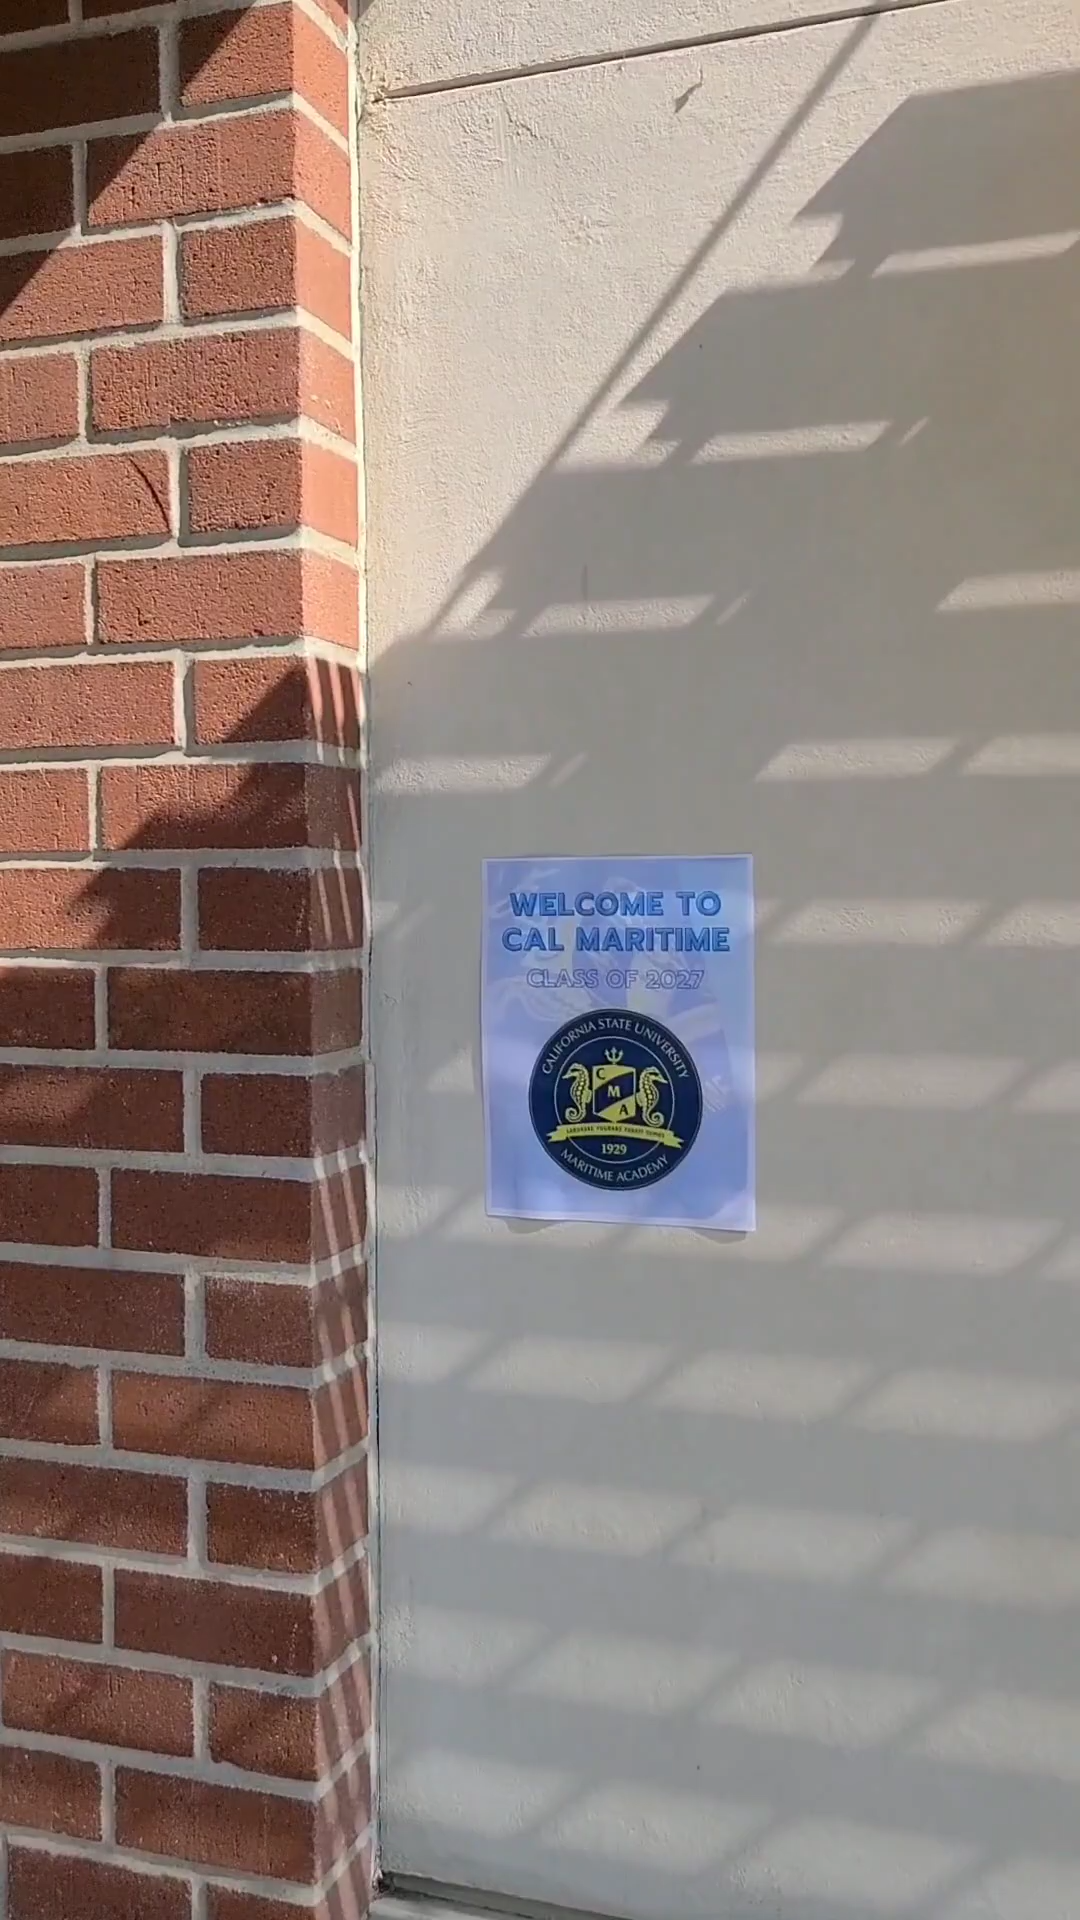 WELCOME TO
CAL MARITIME
CLASS OF 2027
CALIFORNIA STATE UNIVERSITY
C
M
A
1929
MARITIME ACADEMY